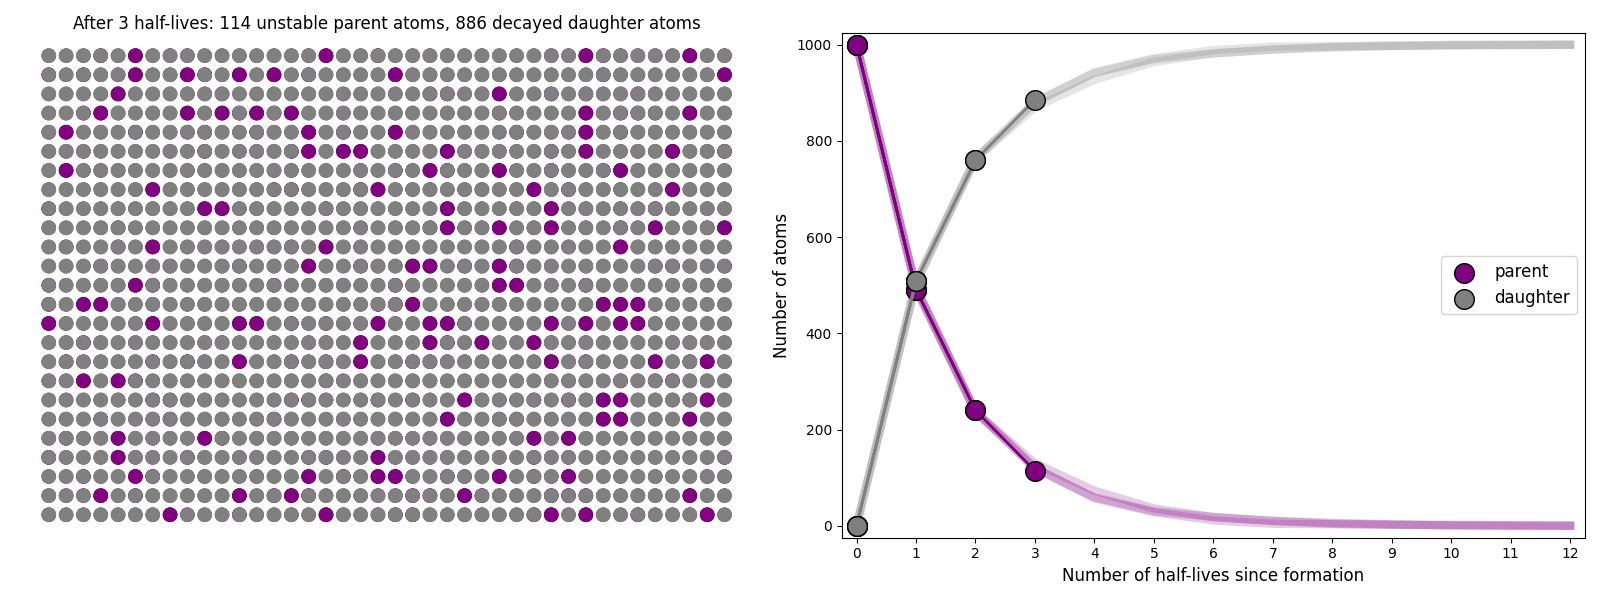 After 3 half-lives: 114 unstable parent atoms, 886 decayed daughter atoms
1000
800
600
400
200
0
Number of atoms
parent
daughter
0 1 2 3 4 5 6 7 8 9 10 11 12
Number of half-lives since formation